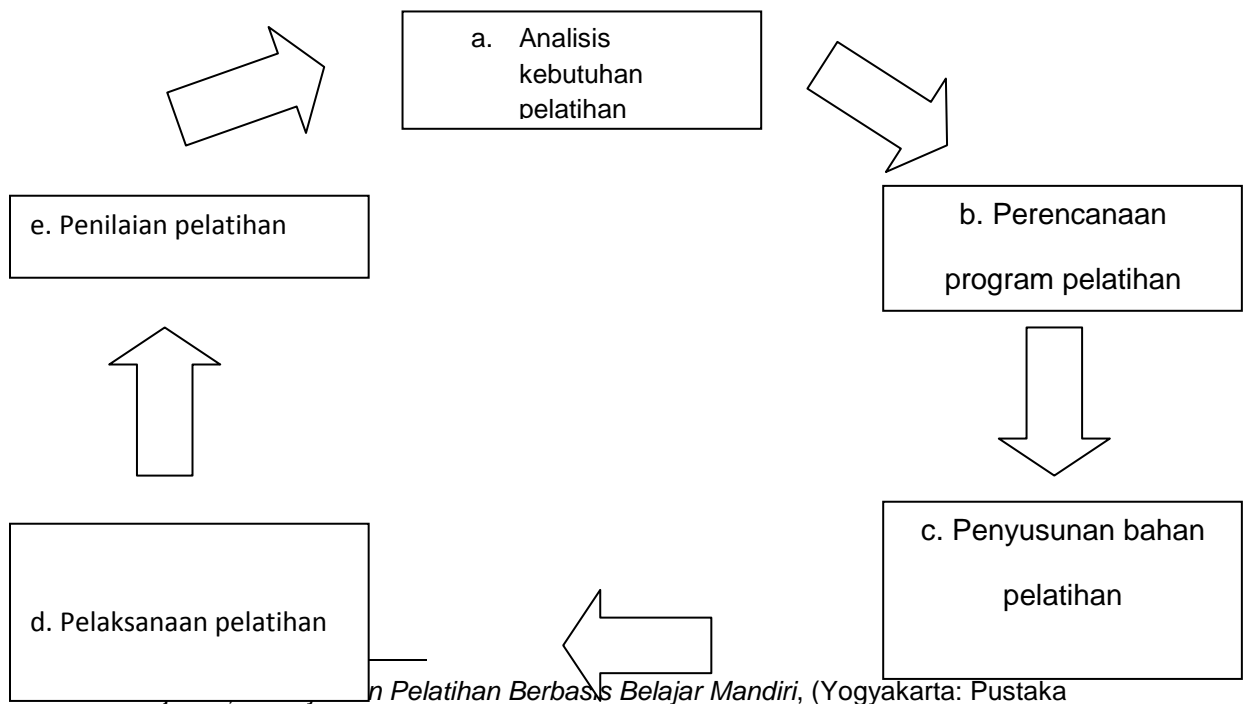 a. Analisis
kebutuhan
pelatihan
b. Perencanaan
program pelatihan
c. Penyusunan bahan
pelatihan
d. Pelaksanaan pelatihan
e. Penilaian pelatihan
Pelatihan Berbasis Belajar Mandiri, (Yogyakarta: Pustaka